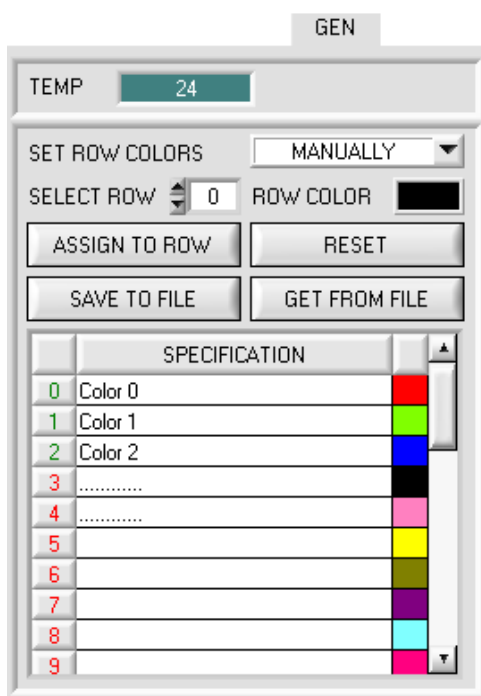 GEN
TEMP 24
SET ROW COLORS MANUALLY
SELECT ROW 0 ROW COLOR
ASSIGN TO ROW RESET
SAVE TO FILE GET FROM FILE
SPECIFICATION
0 Color 0
1 Color 1
2 Color 2
3 ............
4 ............
5
6
7
8
9